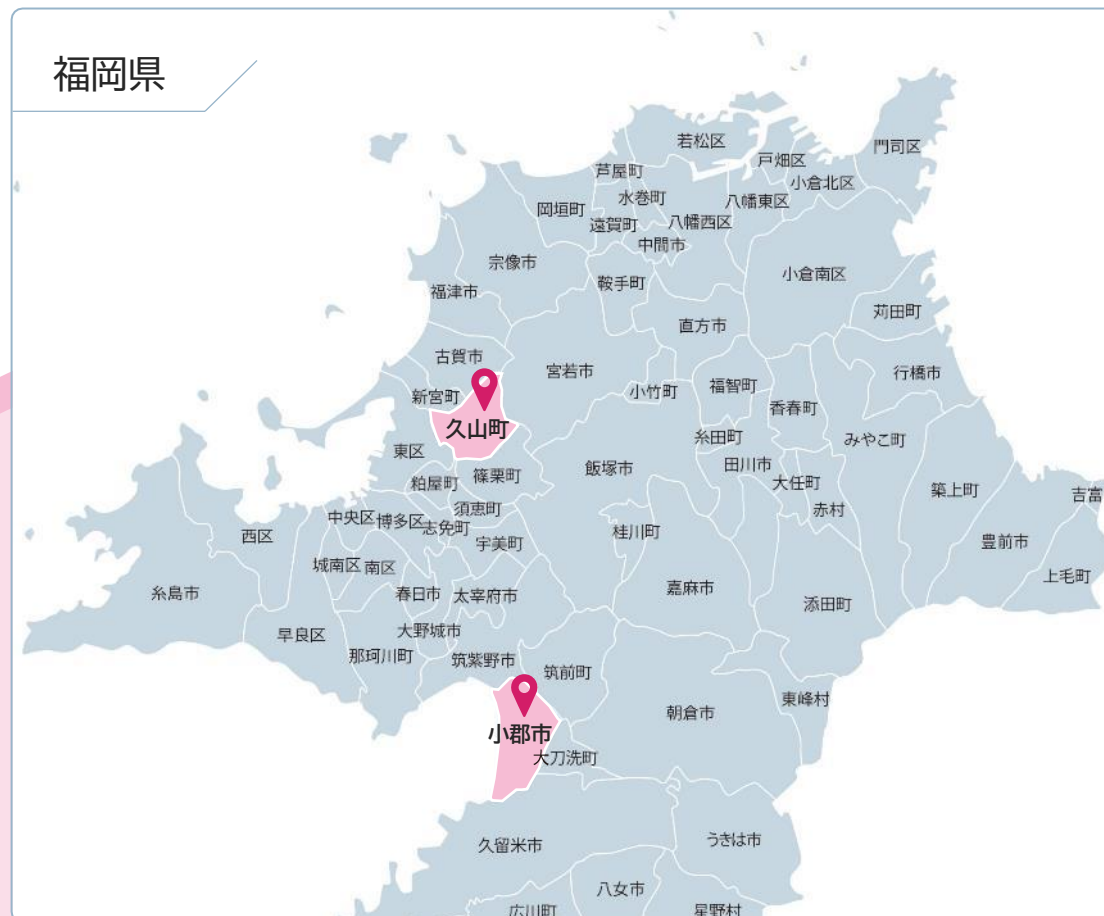 福岡県
若松区
門司区
戸畑区
芦屋町
小倉北区
水巻町
八幡東区
岡垣町
遠賀町
八幡西区
中間市
宗像市
小倉南区
鞍手町
福津市
苅田町
直方市
古賀市
宮若市
行橋市
福智町
小竹町
新宮町
香春町
久山町
糸田町
みやこ町
東区
飯塚市
田川市
篠栗町
大任町
粕屋町
築上町
吉富
須恵町
赤村
中央区
博多区
志免町
桂川町
西区
宇美町
豊前市
城南区
南区
上毛町
嘉麻市
糸島市
春日市
太宰府市
添田町
大野城市
早良区
那珂川町
筑紫野市
筑前町
東峰村
朝倉市
小郡市
大刀洗町
久留米市
うきは市
八女市
広川町
星野村